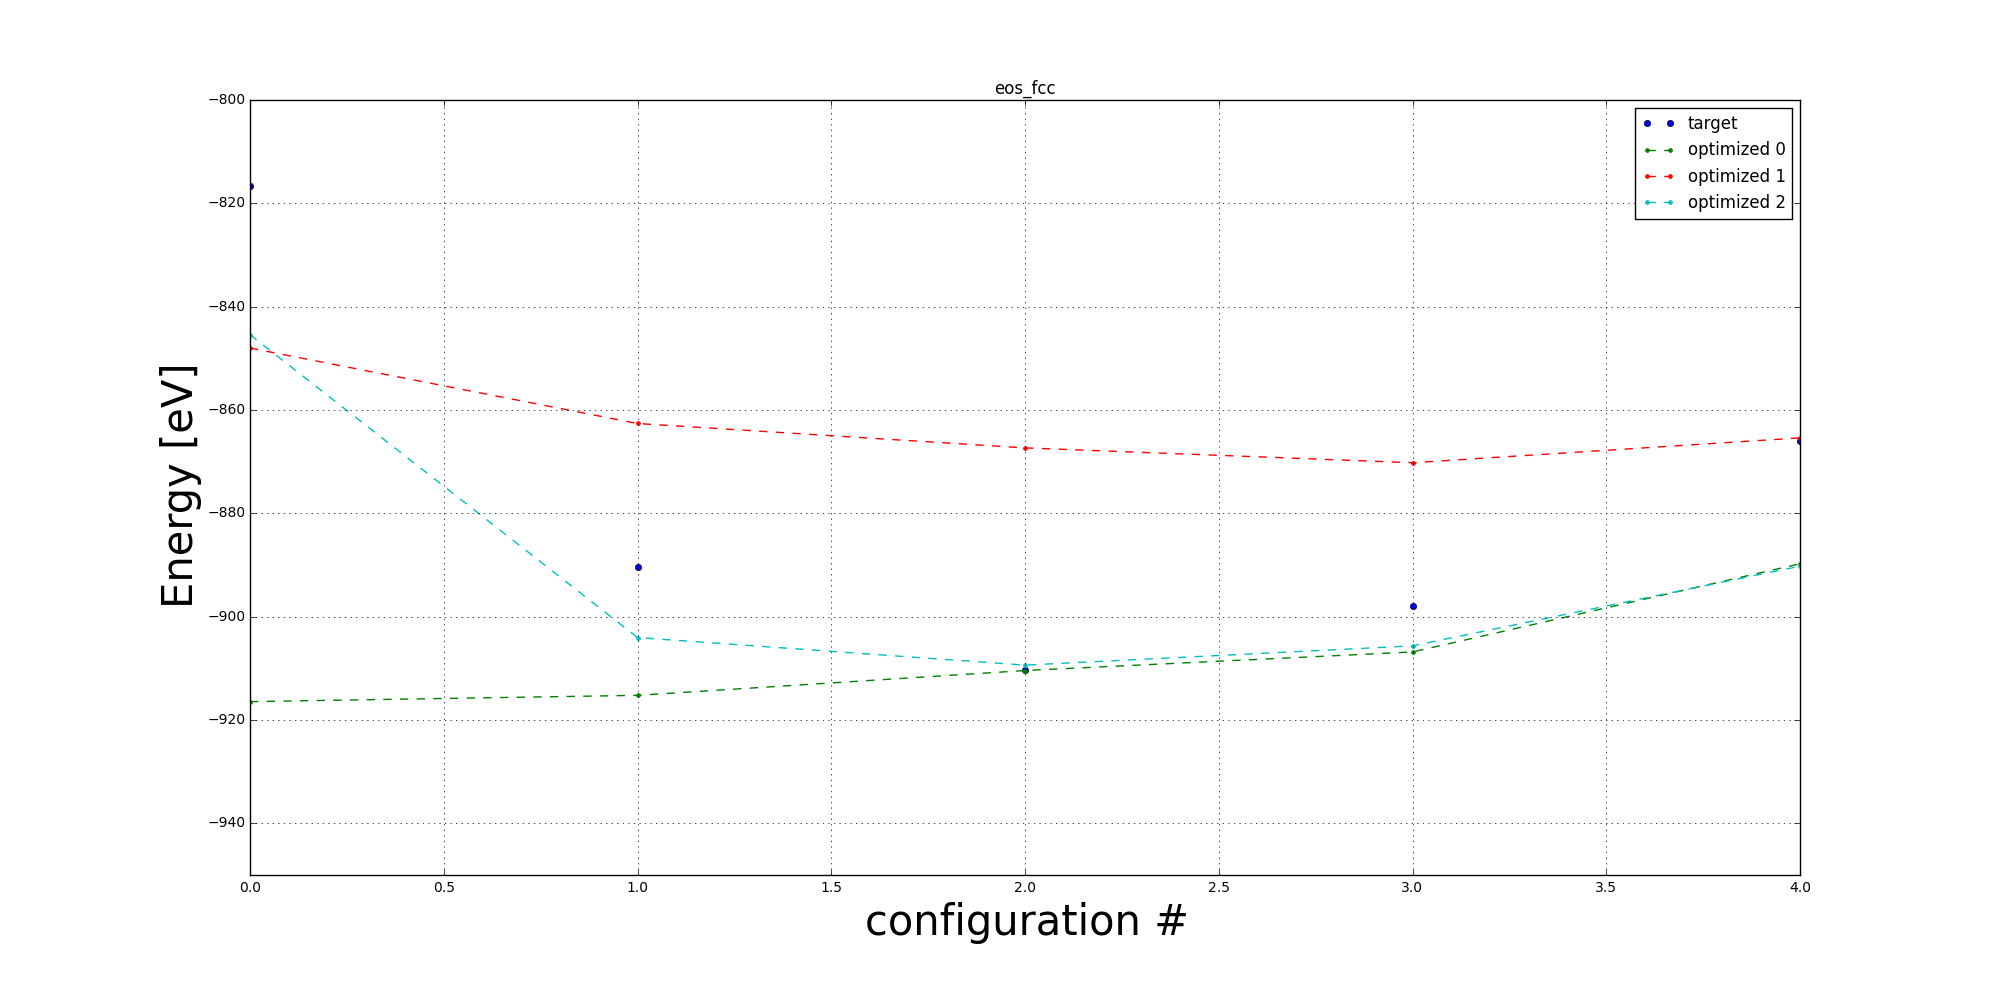 eos_fcc
−800
−820
−840
−860
−880
−900
−920
−940
Energy [eV]
target
optimized 0
optimized 1
optimized 2
0.0 0.5 1.0 1.5 2.0 2.5 3.0 3.5 4.0
configuration #